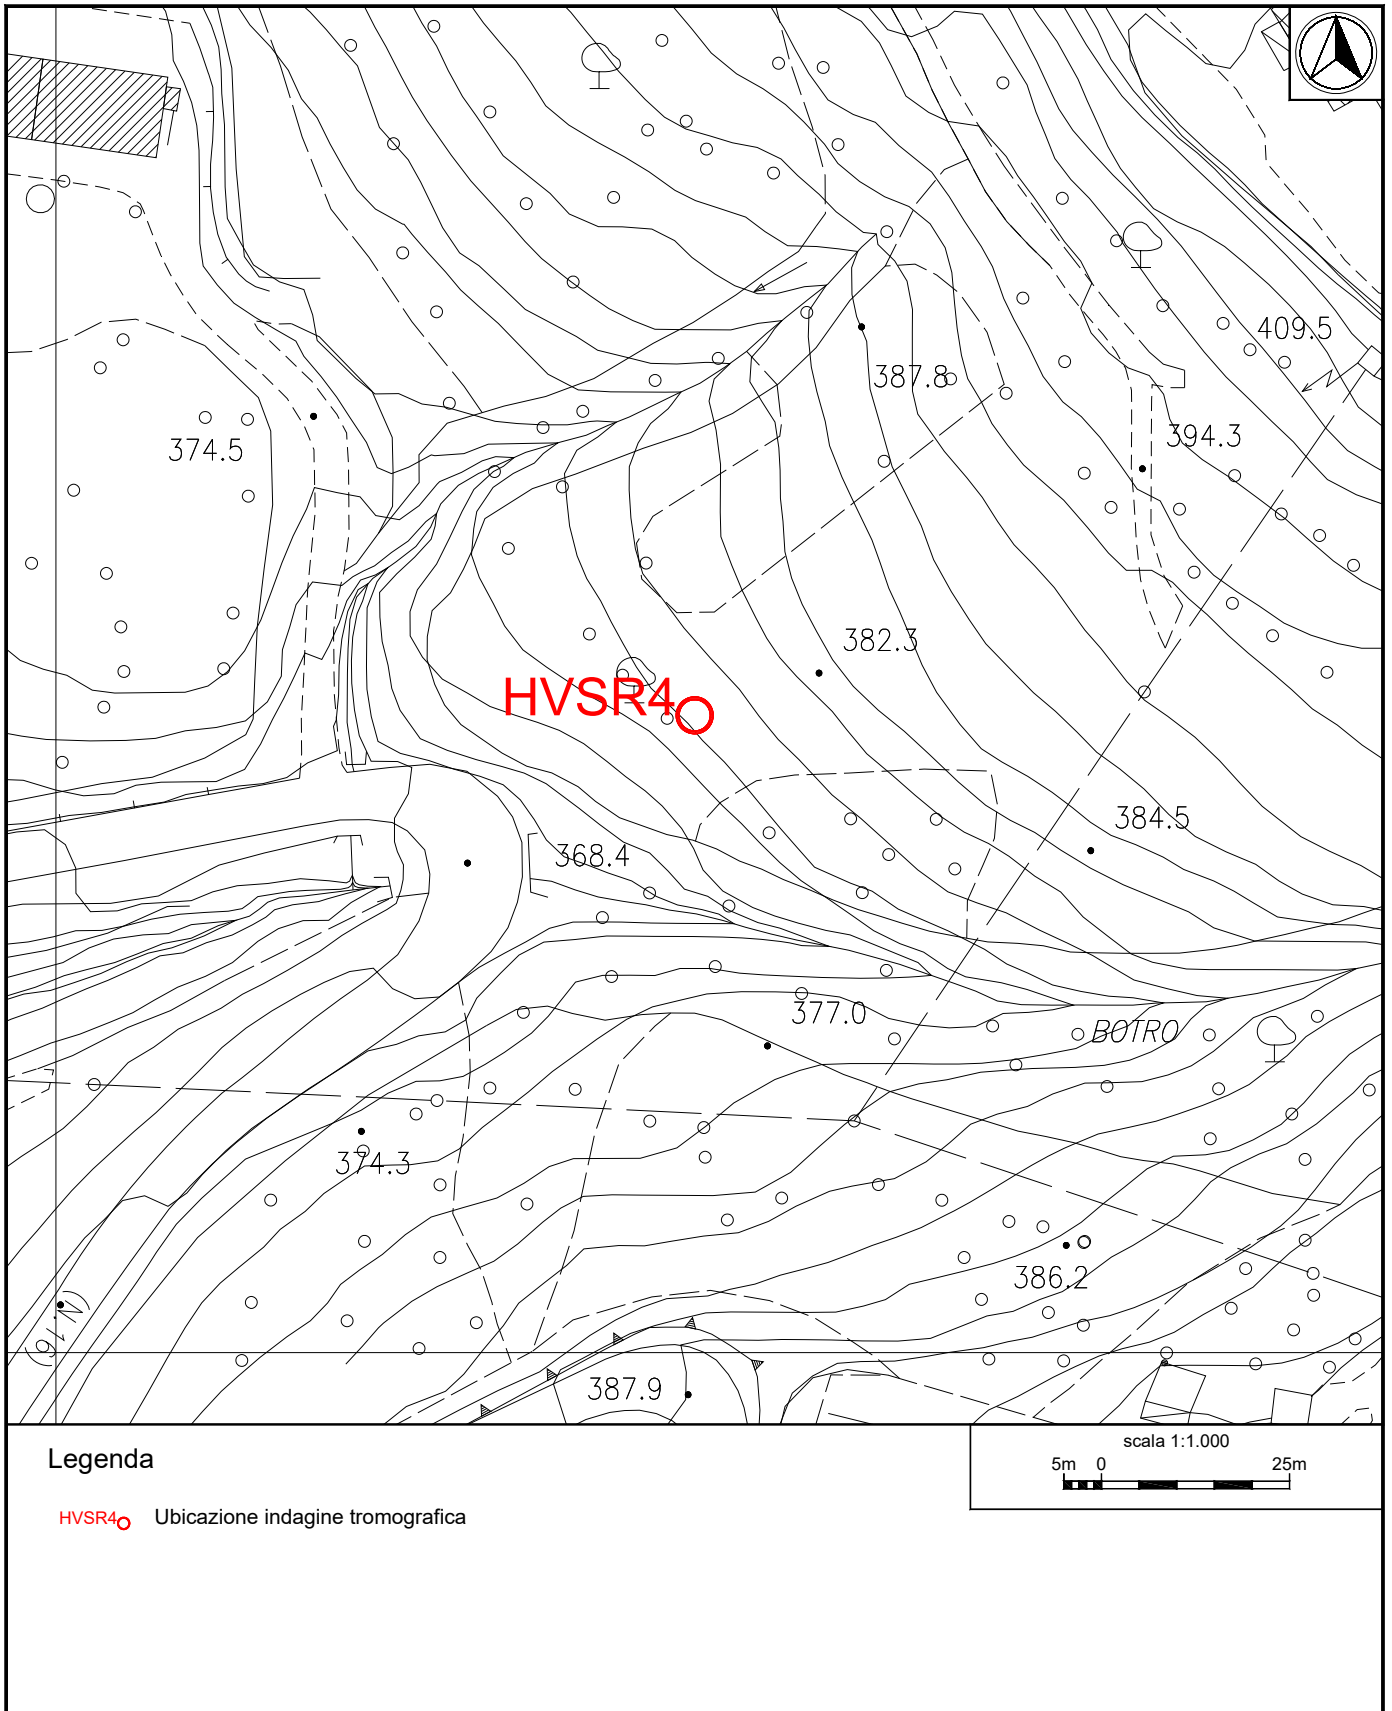 409.5
387.8
394.3
374.5
382.3
HVSR4
384.5
368.4
377.0
BOTRO
374.3
386.2
387.9
Legenda
scala 1:1.000
5m 0 25m
HVSR4 Ubicazione indagine tromografica